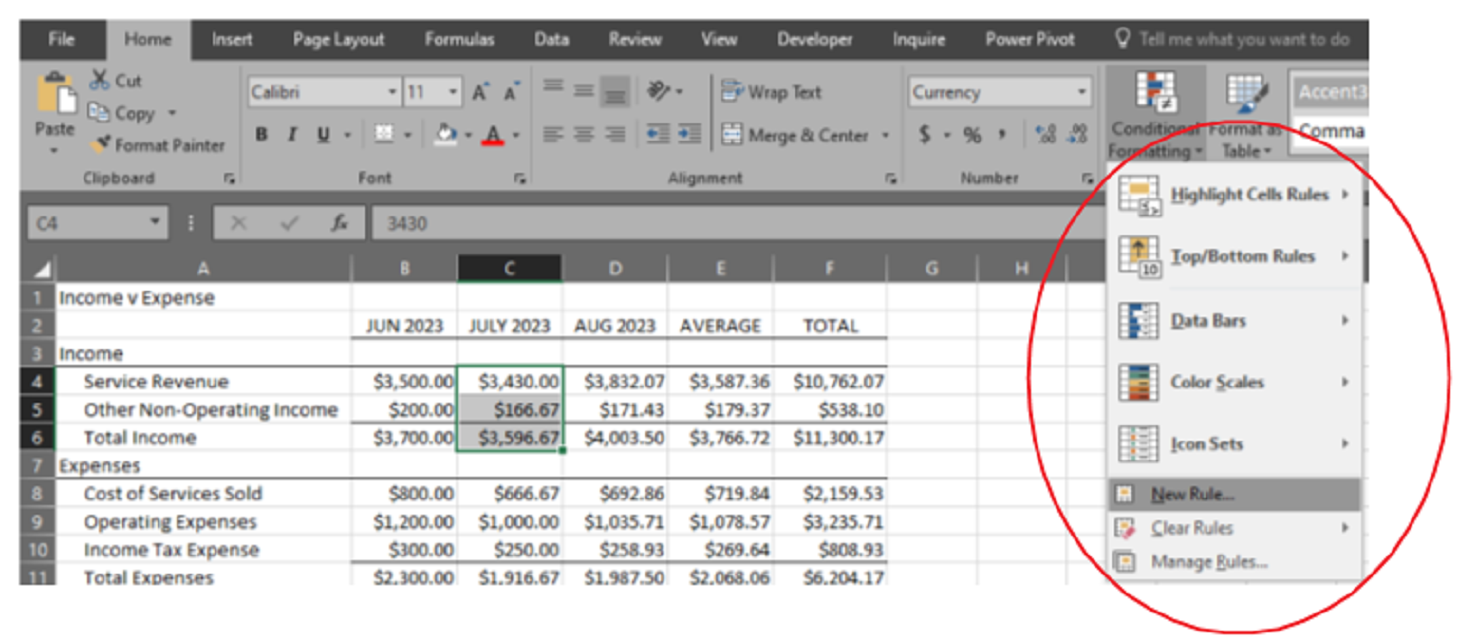 File Home Insert Page Layout Formulas Data Review View Developer Inquire Power Pivot Tell me what you want to do
Cut
Copy
Format Painter
Paste
Clipboard
Calibri 11 A A
B I U A
Font
Wrap Text
Merge & Center
Alignment
Currency
$ % , .00
Number
Conditional Formatting
Format as Table
Accent3
Comma
C4 fx 3430
A B C D E F G H
1 Income v Expense
2 JUN 2023 JULY 2023 AUG 2023 AVERAGE TOTAL
3 Income
4 Service Revenue $3,500.00 $3,430.00 $3,832.07 $3,587.36 $10,762.07
5 Other Non-Operating Income $200.00 $166.67 $171.43 $179.37 $538.10
6 Total Income $3,700.00 $3,596.67 $4,003.50 $3,766.72 $11,300.17
7 Expenses
8 Cost of Services Sold $800.00 $666.67 $692.86 $719.84 $2,159.53
9 Operating Expenses $1,200.00 $1,000.00 $1,035.71 $1,078.57 $3,235.71
10 Income Tax Expense $300.00 $250.00 $258.93 $269.64 $808.93
11 Total Expenses $2,300.00 $1,916.67 $1,987.50 $2,068.06 $6,204.17
Highlight Cells Rules
Top/Bottom Rules
10
Data Bars
Color Scales
Icon Sets
New Rule...
Clear Rules
Manage Rules...